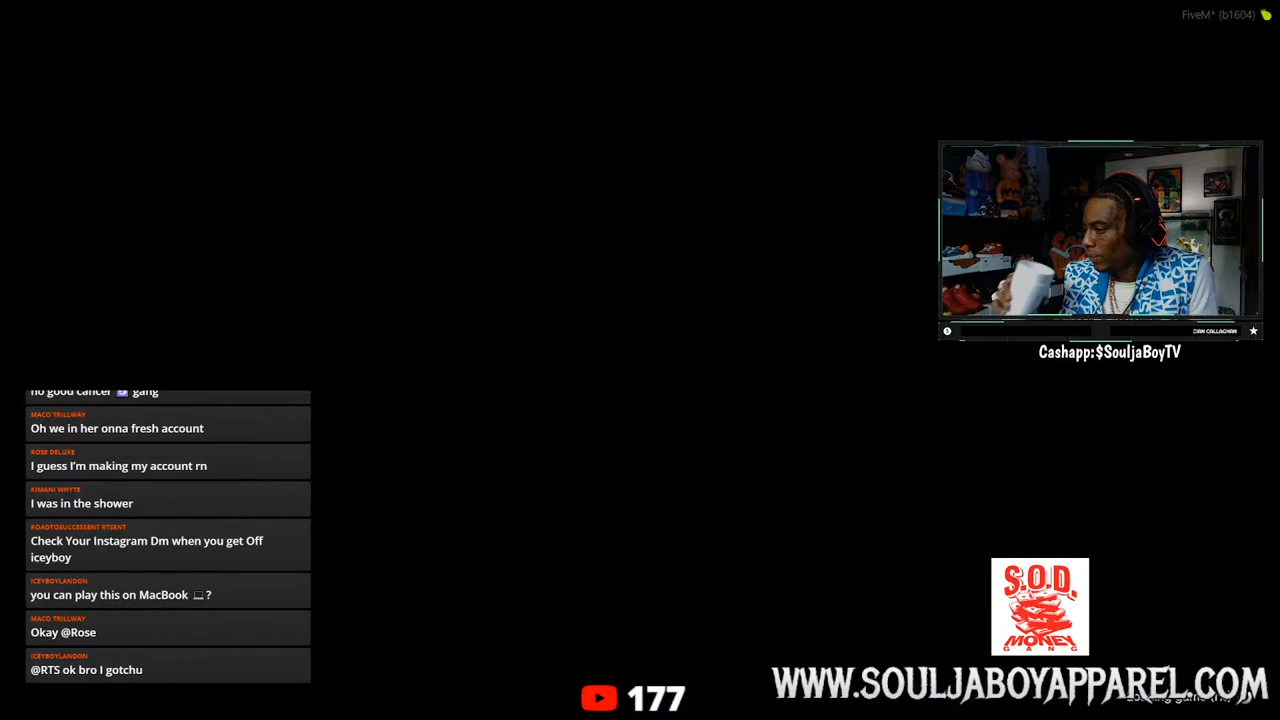 FiveM* (b1604)
CIAN CALLAGHAN
Cashapp:$SouljaBoyTV
no good cancer ♋ gang
MACO TRILLWAY
Oh we in her onna fresh account
ROSE DELUXE
I guess I’m making my account rn
KIMANI WHYTE
I was in the shower
ROADTOSUCCESSENT RTSENT
Check Your Instagram Dm when you get Off
iceyboy
ICEYBOYLANDON
you can play this on MacBook 💻?
MACO TRILLWAY
Okay @Rose
ICEYBOYLANDON
@RTS ok bro I gotchu
S.O.D.
MONEY
GANG
177
WWW.SOULJABOYAPPAREL.COM